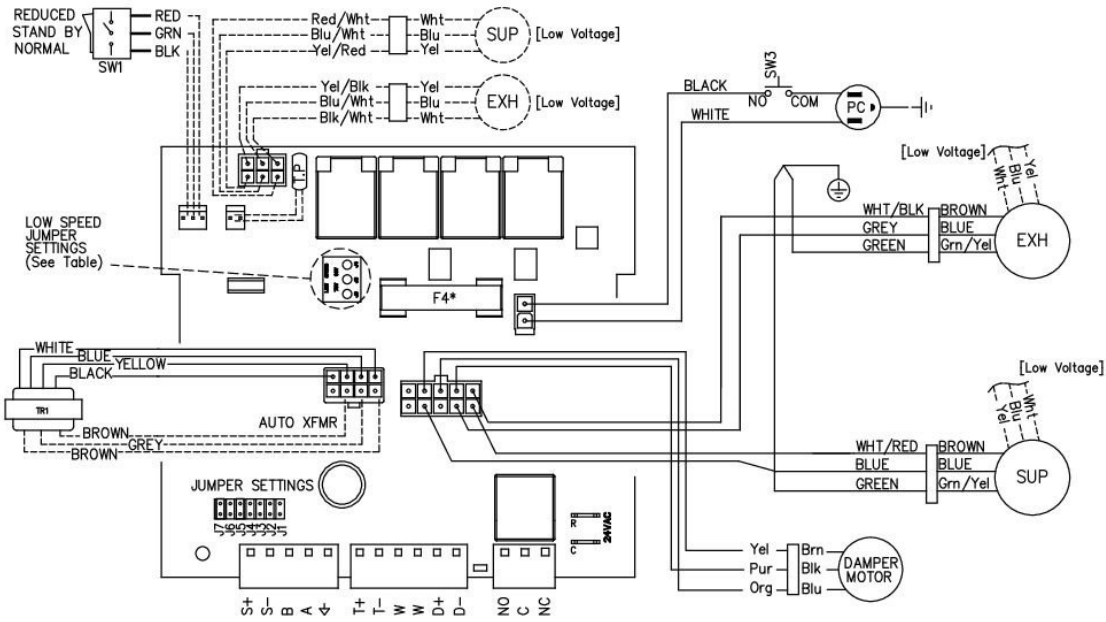 REDUCED
STAND BY
NORMAL
RED
GRN
BLK
SW1
Red/Wht
Blu/Wht
Yel/Red
Wht
Blu
Yel
SUP
[Low Voltage]
Yel/Blk
Blu/Wht
Blk/Wht
Yel
Blu
Wht
EXH
[Low Voltage]
BLACK
WHITE
SW3
NO
COM
PC
T.P
LOW SPEED
JUMPER
SETTINGS
(See Table)
F4*
[Low Voltage]
Wht
Blu
Yel
WHT/BLK
GREY
GREEN
BROWN
BLUE
Grn/Yel
EXH
WHITE
BLUE
YELLOW
BLACK
TR1
BROWN
GREY
BROWN
AUTO XFMR
[Low Voltage]
Yel
Blu
Wht
WHT/RED
BLUE
GREEN
BROWN
BLUE
Grn/Yel
SUP
JUMPER SETTINGS
J7
J6
J5
J4
J3
J2
J1
R
C
24VAC
Yel
Pur
Org
Brn
Blk
Blu
DAMPER
MOTOR
S+
S-
B
A
T+
T-
W
W
D+
D-
NO
C
NC